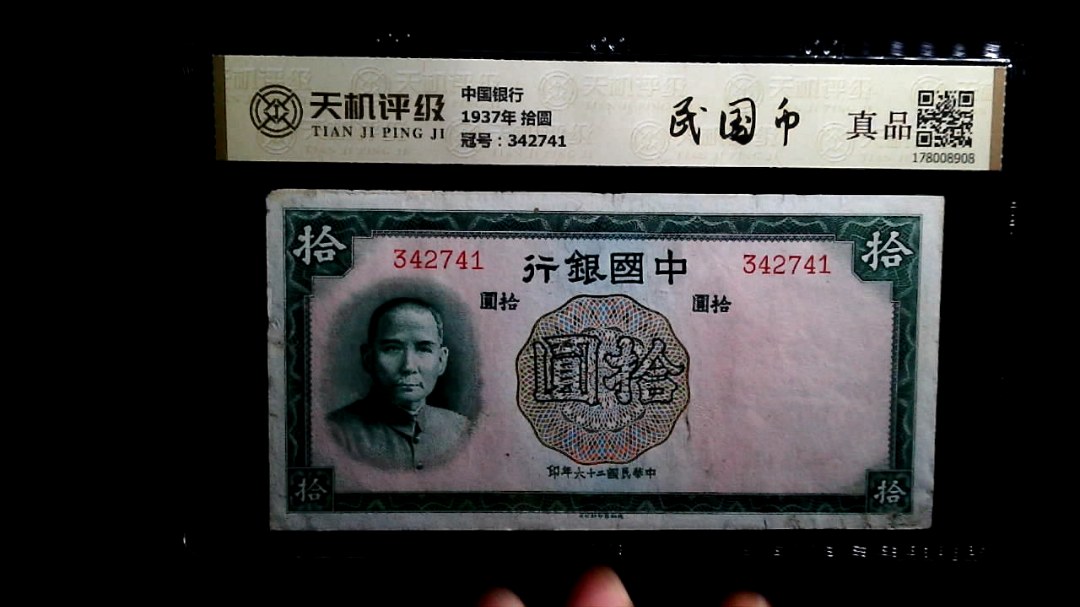 天机评级
TIAN JI PING JI
中国银行
1937年 拾圆
冠号：342741
民国币
真品
178008908
拾
拾
342741
中國銀行
342741
拾圓
拾圓
拾圓
中華民國二十六年印
拾
拾